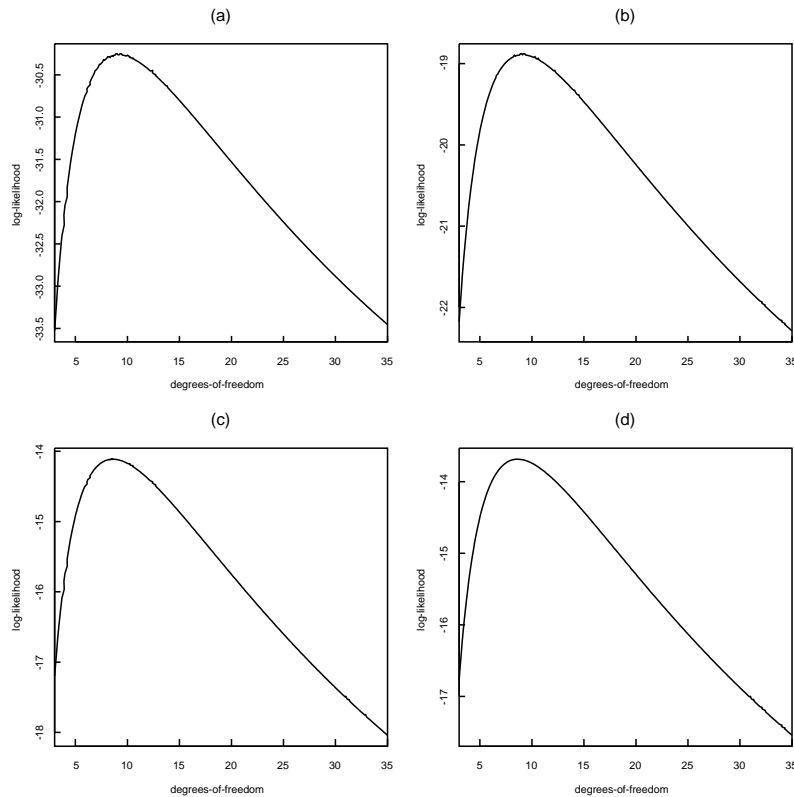 (a)
log-likelihood
-30.5
-31.0
-31.5
-32.0
-32.5
-33.0
-33.5
5 10 15 20 25 30 35
degrees-of-freedom
(b)
log-likelihood
-19
-20
-21
-22
5 10 15 20 25 30 35
degrees-of-freedom
(c)
log-likelihood
-14
-15
-16
-17
-18
5 10 15 20 25 30 35
degrees-of-freedom
(d)
log-likelihood
-14
-15
-16
-17
5 10 15 20 25 30 35
degrees-of-freedom